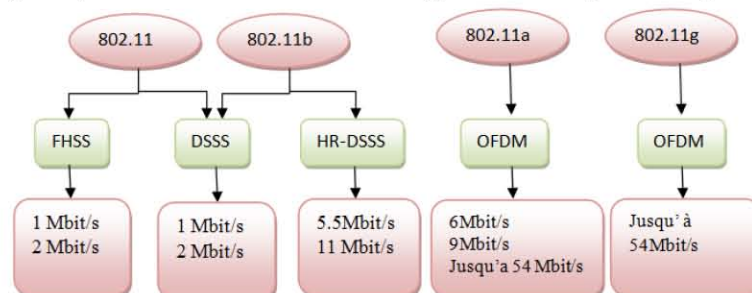 802.11
802.11b
802.11a
802.11g
FHSS
DSSS
HR-DSSS
OFDM
OFDM
1 Mbit/s
2 Mbit/s
1 Mbit/s
2 Mbit/s
5.5Mbit/s
11 Mbit/s
6Mbit/s
9Mbit/s
Jusqu'a 54 Mbit/s
Jusqu' à
54Mbit/s